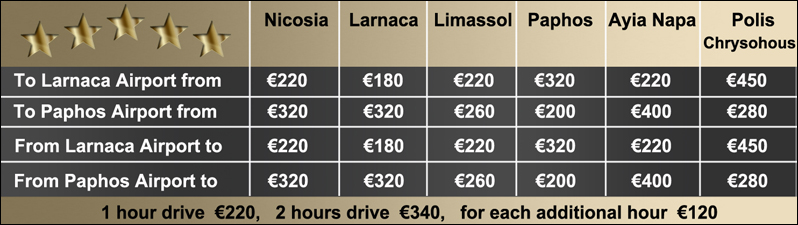 Nicosia Larnaca Limassol Paphos Ayia Napa Polis Chrysohous
To Larnaca Airport from €220 €180 €220 €320 €220 €450
To Paphos Airport from €320 €320 €260 €200 €400 €280
From Larnaca Airport to €220 €180 €220 €320 €220 €450
From Paphos Airport to €320 €320 €260 €200 €400 €280
1 hour drive €220, 2 hours drive €340, for each additional hour €120